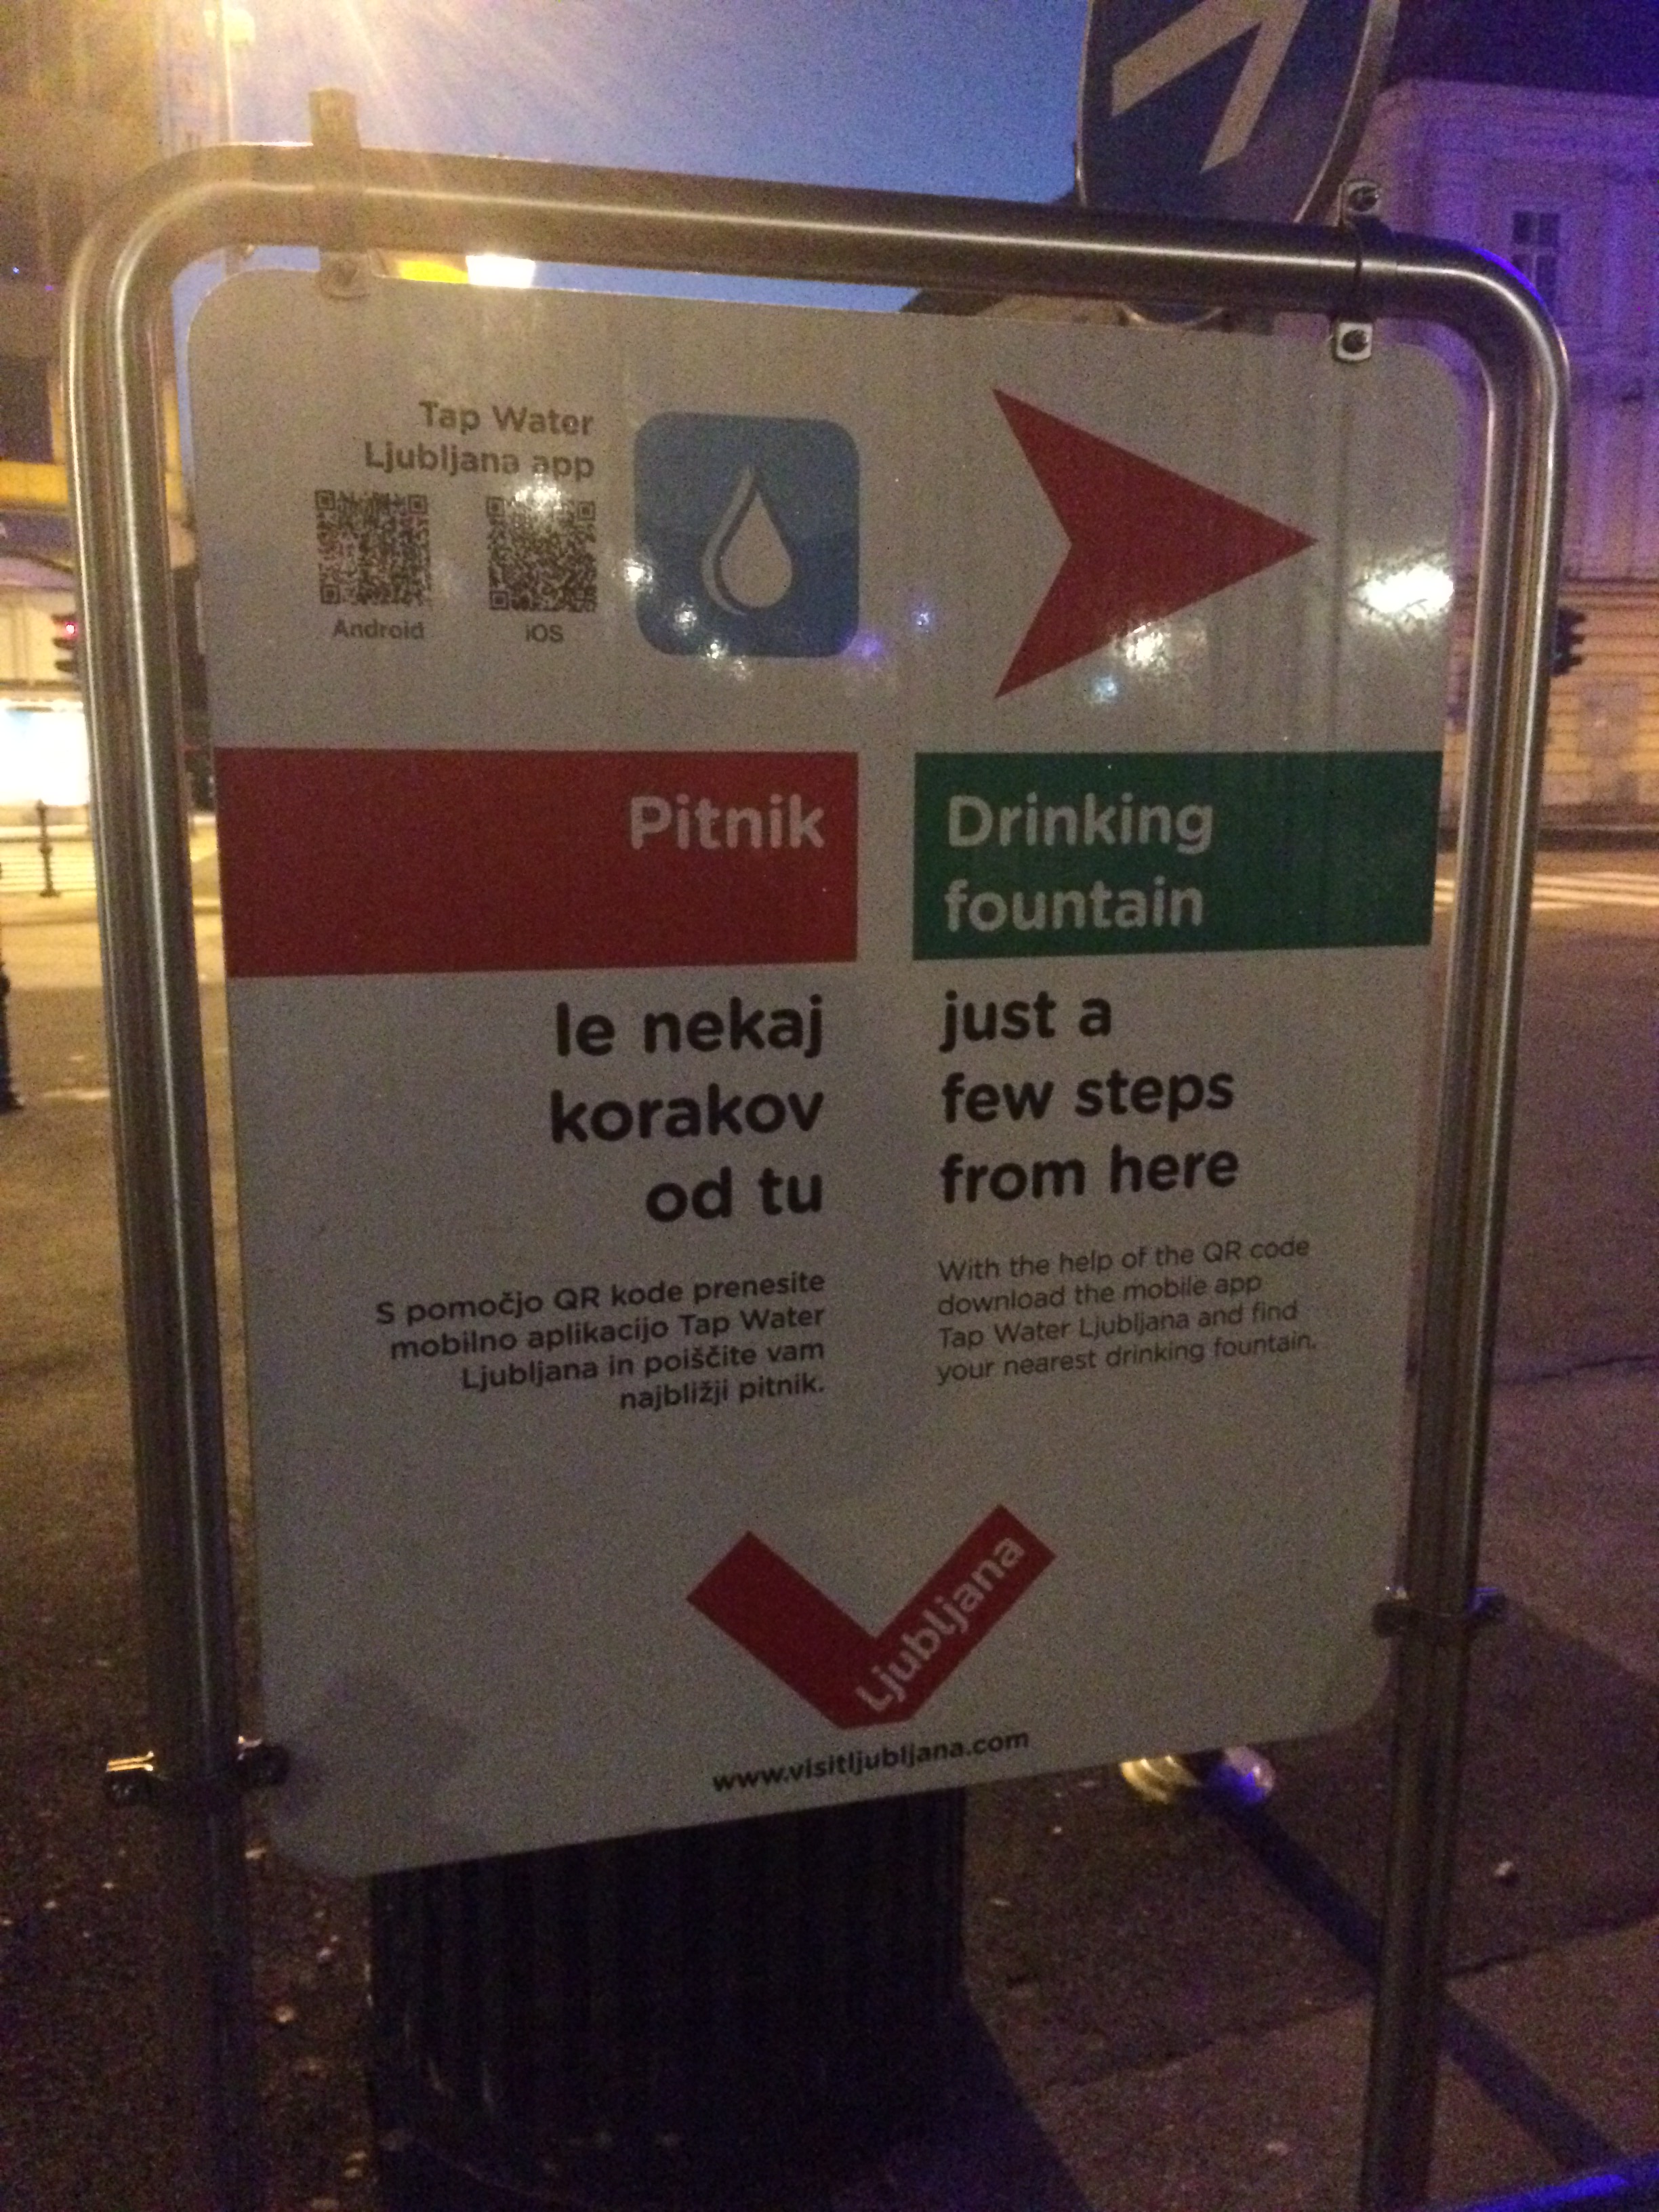 Tap Water
Ljubljana app
Android
iOS
Pitnik
le nekaj
korakov
od tu
S pomočjo QR kode prenesite
mobilno aplikacijo Tap Water
Ljubljana in poiščite vam
najbližji pitnik.
Drinking
fountain
just a
few steps
from here
With the help of the QR code
download the mobile app
Tap Water Ljubljana and find
your nearest drinking fountain.
Ljubljana
www.visitljubljana.com